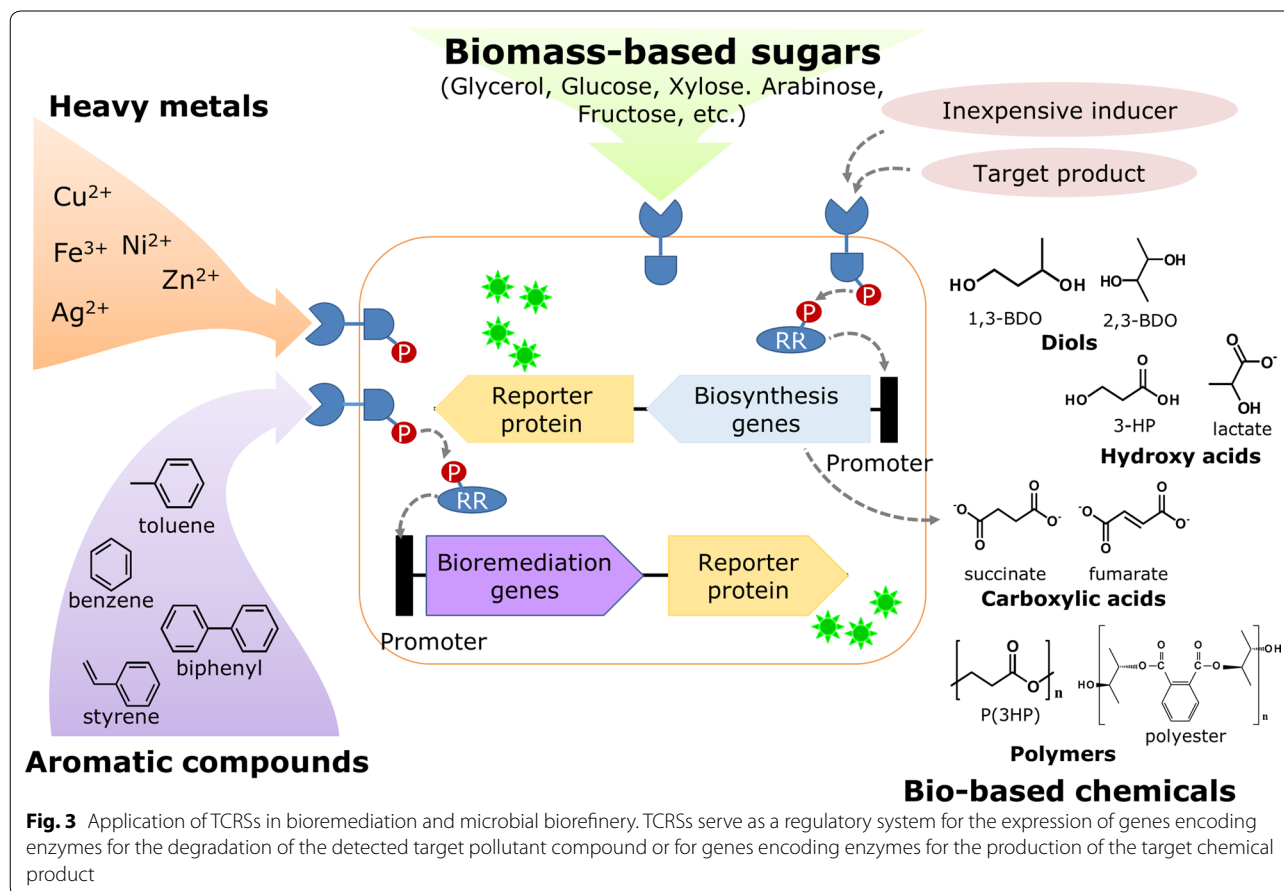 Biomass-based sugars
(Glycerol, Glucose, Xylose. Arabinose,
Fructose, etc.)
Heavy metals
Cu²⁺
Fe³⁺
Ni²⁺
Zn²⁺
Ag²⁺
Inexpensive inducer
Target product
P
P
RR
P
Reporter
protein
Biosynthesis
genes
Promoter
P
P
RR
Bioremediation
genes
Reporter
protein
Promoter
toluene
benzene
biphenyl
styrene
Aromatic compounds
HO
OH
1,3-BDO
OH
HO
2,3-BDO
Diols
HO
O
OH
3-HP
O
O⁻
OH
lactate
Hydroxy acids
⁻O
O
O
O⁻
succinate
⁻O
O
O
O⁻
fumarate
Carboxylic acids
O
O
n
P(3HP)
HO
O
O
O
O
OH
n
polyester
Polymers
Bio-based chemicals
Fig. 3 Application of TCRSs in bioremediation and microbial biorefinery. TCRSs serve as a regulatory system for the expression of genes encoding
enzymes for the degradation of the detected target pollutant compound or for genes encoding enzymes for the production of the target chemical
product